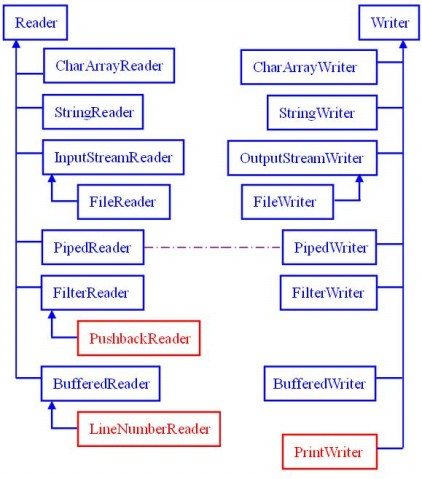 Reader
Writer
CharArrayReader
CharArrayWriter
StringReader
StringWriter
InputStreamReader
OutputStreamWriter
FileReader
FileWriter
PipedReader
PipedWriter
FilterReader
FilterWriter
PushbackReader
BufferedReader
BufferedWriter
LineNumberReader
PrintWriter